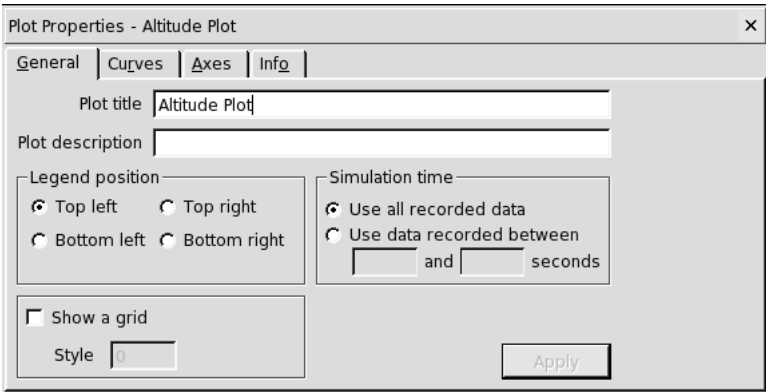 Plot Properties - Altitude Plot
General Curves Axes Info
Plot title Altitude Plot
Plot description
Legend position
Top left Top right
Bottom left Bottom right
Simulation time
Use all recorded data
Use data recorded between
and seconds
Show a grid
Style 0
Apply